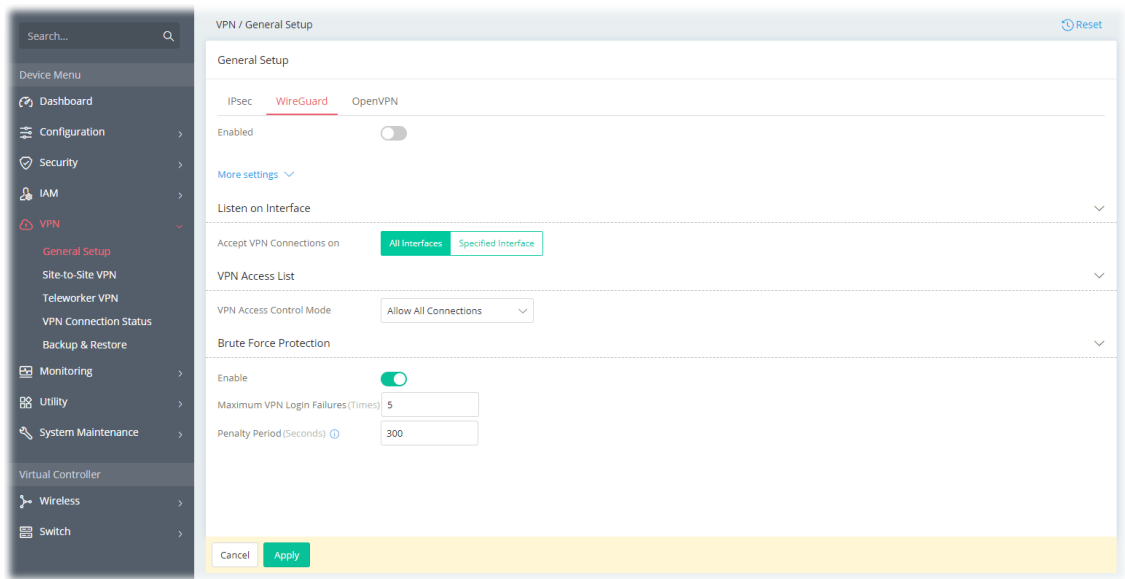 Search...
Device Menu
Dashboard
Configuration
Security
IAM
VPN
General Setup
Site-to-Site VPN
Teleworker VPN
VPN Connection Status
Backup & Restore
Monitoring
Utility
System Maintenance
Virtual Controller
Wireless
Switch
VPN / General Setup
Reset
General Setup
IPsec WireGuard OpenVPN
Enabled
More settings
Listen on Interface
Accept VPN Connections on All Interfaces Specified Interface
VPN Access List
VPN Access Control Mode Allow All Connections
Brute Force Protection
Enable
Maximum VPN Login Failures (Times) 5
Penalty Period (Seconds) 300
Cancel Apply